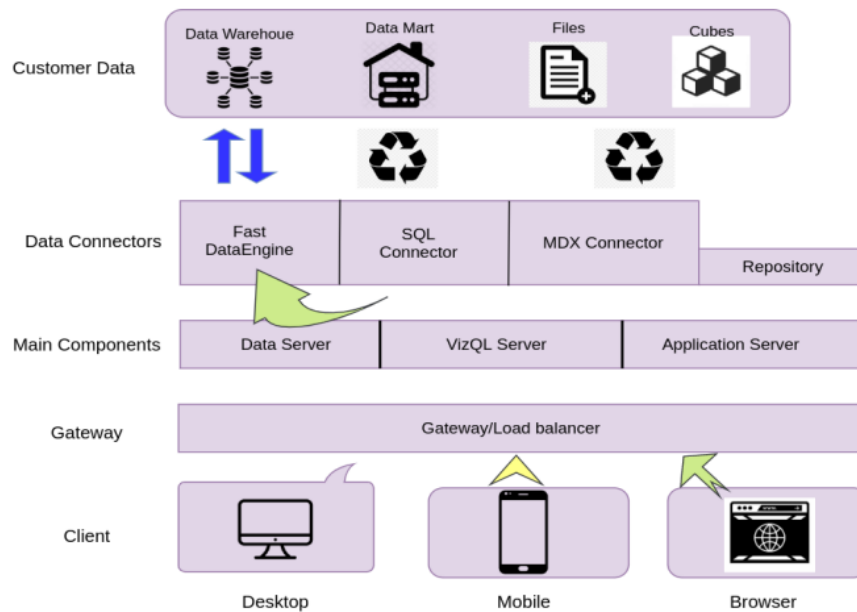 Customer Data
Data Warehoue
Data Mart
Files
Cubes
Data Connectors
Fast
DataEngine
SQL
Connector
MDX Connector
Repository
Main Components
Data Server
VizQL Server
Application Server
Gateway
Gateway/Load balancer
Client
Desktop
Mobile
Browser